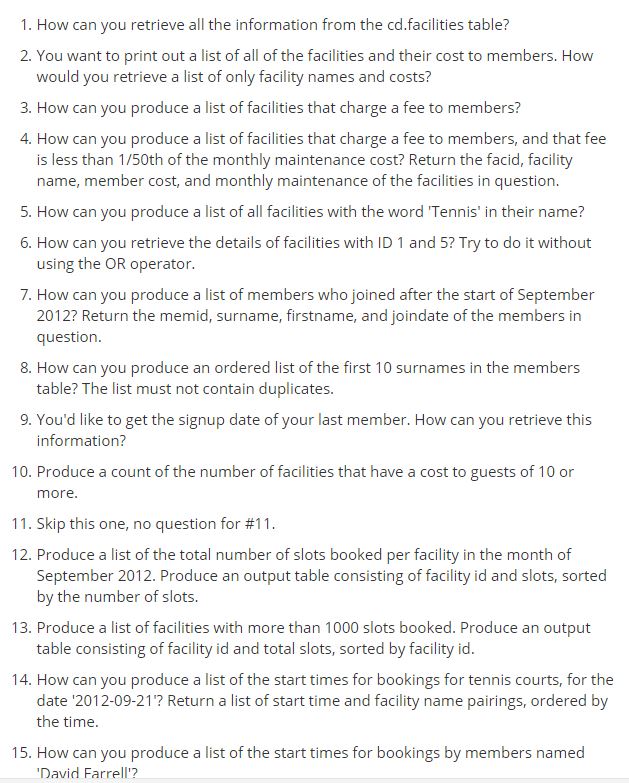 1. How can you retrieve all the information from the cd.facilities table?
2. You want to print out a list of all of the facilities and their cost to members. How
would you retrieve a list of only facility names and costs?
3. How can you produce a list of facilities that charge a fee to members?
4. How can you produce a list of facilities that charge a fee to members, and that fee
is less than 1/50th of the monthly maintenance cost? Return the facid, facility
name, member cost, and monthly maintenance of the facilities in question.
5. How can you produce a list of all facilities with the word 'Tennis' in their name?
6. How can you retrieve the details of facilities with ID 1 and 5? Try to do it without
using the OR operator.
7. How can you produce a list of members who joined after the start of September
2012? Return the memid, surname, firstname, and joindate of the members in
question.
8. How can you produce an ordered list of the first 10 surnames in the members
table? The list must not contain duplicates.
9. You'd like to get the signup date of your last member. How can you retrieve this
information?
10. Produce a count of the number of facilities that have a cost to guests of 10 or
more.
11. Skip this one, no question for #11.
12. Produce a list of the total number of slots booked per facility in the month of
September 2012. Produce an output table consisting of facility id and slots, sorted
by the number of slots.
13. Produce a list of facilities with more than 1000 slots booked. Produce an output
table consisting of facility id and total slots, sorted by facility id.
14. How can you produce a list of the start times for bookings for tennis courts, for the
date '2012-09-21'? Return a list of start time and facility name pairings, ordered by
the time.
15. How can you produce a list of the start times for bookings by members named
'David Farrell'?